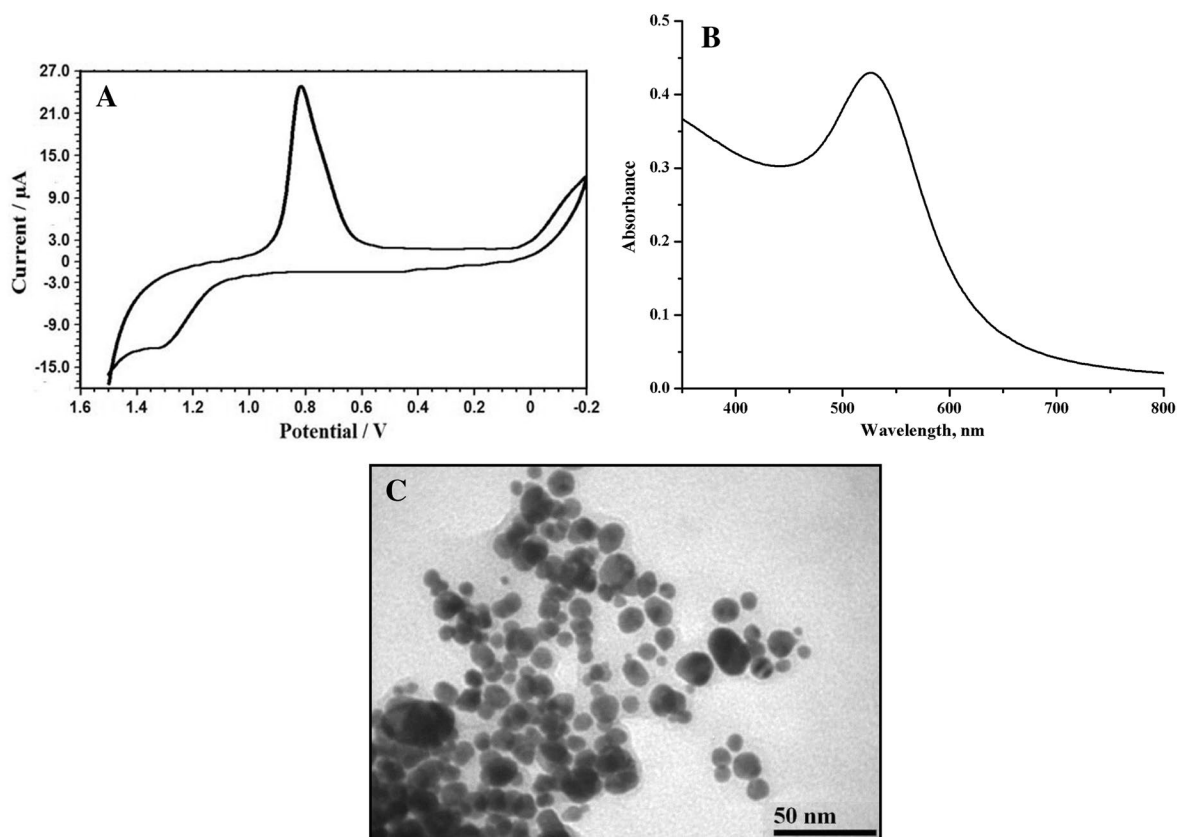 A
Current / µA
27.0
21.0
15.0
9.0
3.0
0
-3.0
-9.0
-15.0
1.6 1.4 1.2 1.0 0.8 0.6 0.4 0.2 0 -0.2
Potential / V
B
Absorbance
0.5
0.4
0.3
0.2
0.1
0.0
400 500 600 700 800
Wavelength, nm
C
50 nm